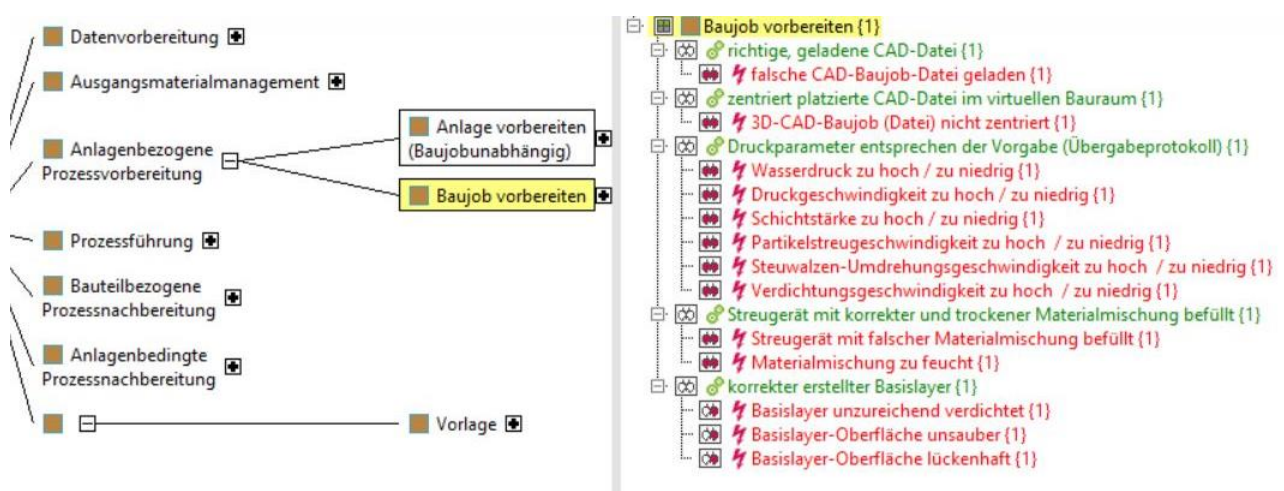 Datenvorbereitung
Ausgangsmaterialmanagement
Anlagenbezogene
Prozessvorbereitung
Anlage vorbereiten
(Baujobunabhängig)
Baujob vorbereiten
Prozessführung
Bauteilbezogene
Prozessnachbereitung
Anlagenbedingte
Prozessnachbereitung
Vorlage
Baujob vorbereiten {1}
richtige, geladene CAD-Datei {1}
falsche CAD-Baujob-Datei geladen {1}
zentriert platzierte CAD-Datei im virtuellen Bauraum {1}
3D-CAD-Baujob (Datei) nicht zentriert {1}
Druckparameter entsprechen der Vorgabe (Übergabeprotokoll) {1}
Wasserdruck zu hoch / zu niedrig {1}
Druckgeschwindigkeit zu hoch / zu niedrig {1}
Schichtstärke zu hoch / zu niedrig {1}
Partikelstreugeschwindigkeit zu hoch / zu niedrig {1}
Steuwalzen-Umdrehungsgeschwindigkeit zu hoch / zu niedrig {1}
Verdichtungsgeschwindigkeit zu hoch / zu niedrig {1}
Streugerät mit korrekter und trockener Materialmischung befüllt {1}
Streugerät mit falscher Materialmischung befüllt {1}
Materialmischung zu feucht {1}
korrekter erstellter Basislayer {1}
Basislayer unzureichend verdichtet {1}
Basislayer-Oberfläche unsauber {1}
Basislayer-Oberfläche lückenhaft {1}